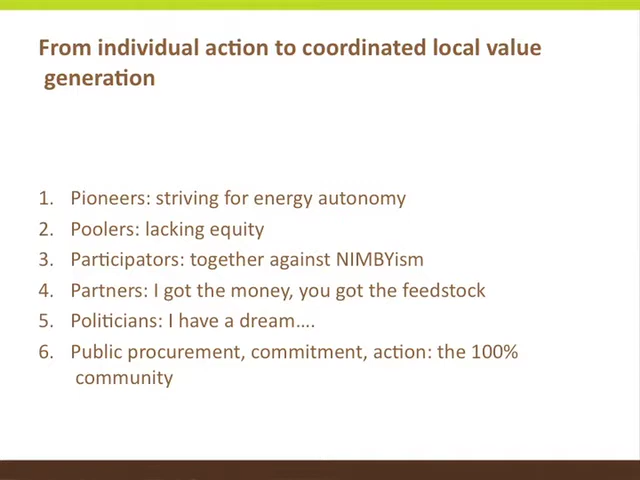 From individual action to coordinated local value
generation
1. Pioneers: striving for energy autonomy
2. Poolers: lacking equity
3. Participators: together against NIMBYism
4. Partners: I got the money, you got the feedstock
5. Politicians: I have a dream....
6. Public procurement, commitment, action: the 100%
community